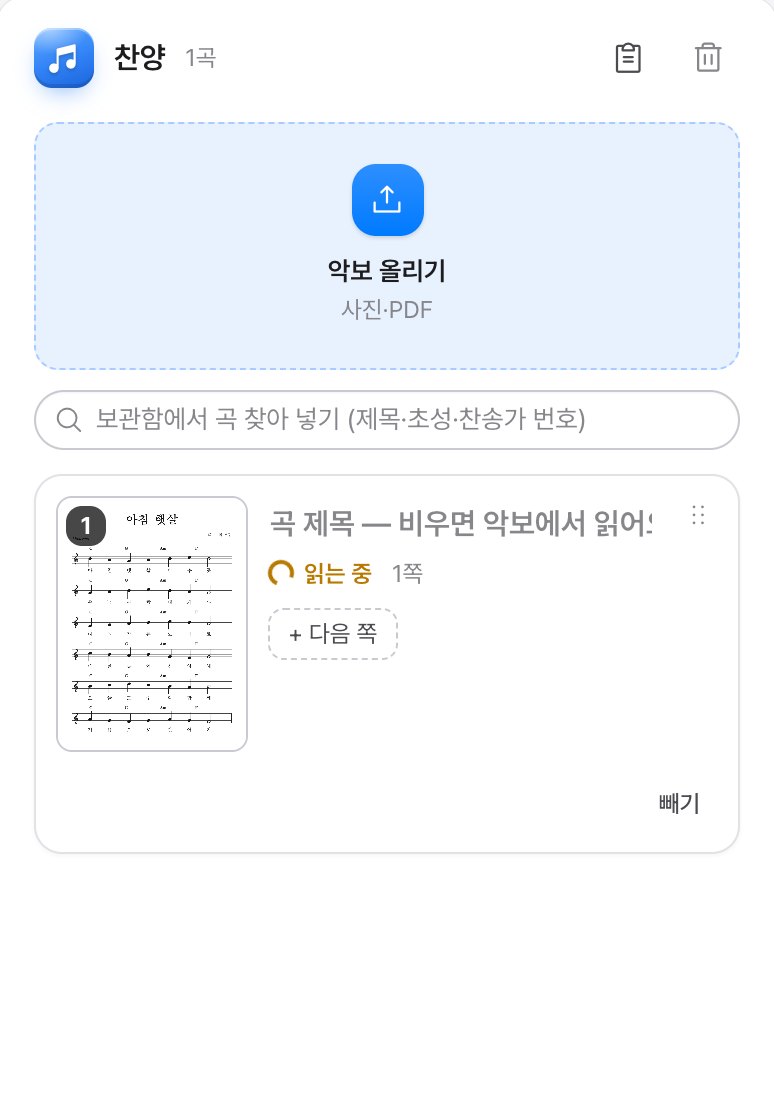 찬양 1곡
악보 올리기
사진·PDF
보관함에서 곡 찾아 넣기 (제목·초성·찬송가 번호)
1
아침 햇살
곡 제목 — 비우면 악보에서 읽어
읽는 중 1쪽
+ 다음 쪽
빼기